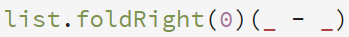 list.foldRight(0)(_ - _)